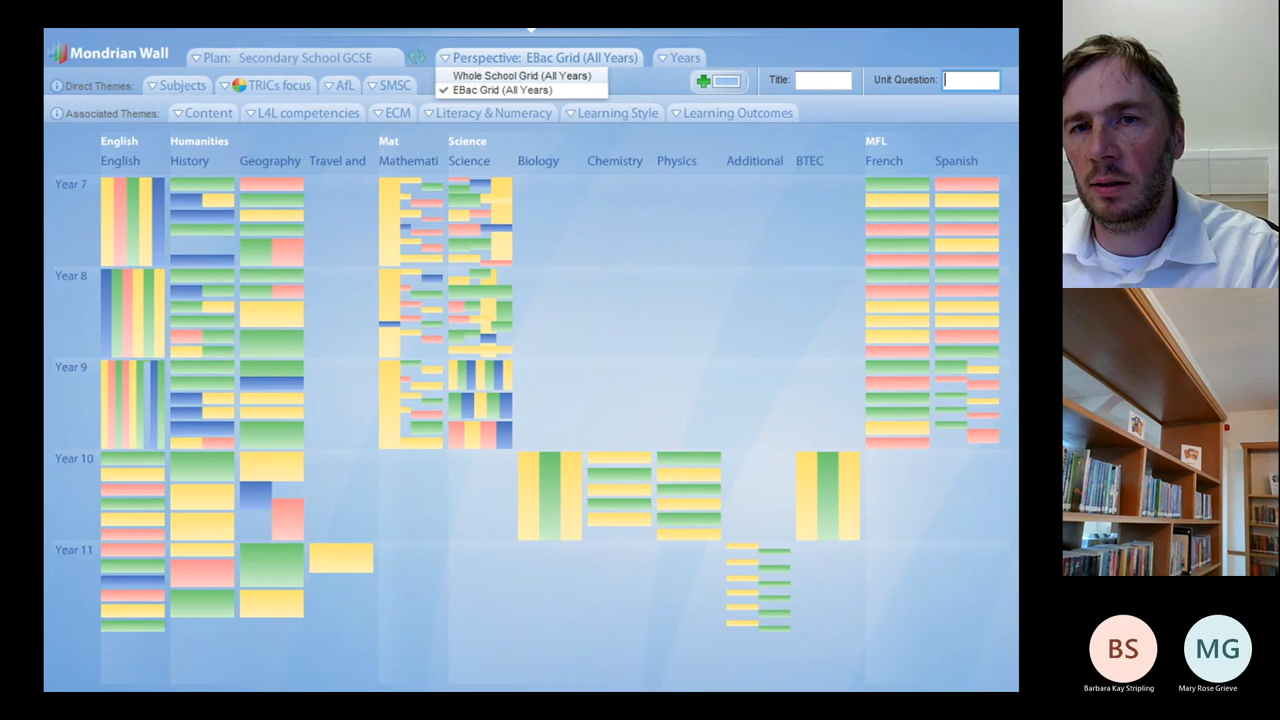 Mondrian Wall
Plan: Secondary School GCSE
Perspective: EBac Grid (All Years)
Years
Whole School Grid (All Years)
EBac Grid (All Years)
Direct Themes:
Subjects
TRICs focus
AfL
SMSC
Title:
Unit Question:
Associated Themes:
Content
L4L competencies
ECM
Literacy & Numeracy
Learning Style
Learning Outcomes
English Humanities Mat Science MFL
English History Geography Travel and Mathemati Science Biology Chemistry Physics Additional BTEC French Spanish
Year 7
Year 8
Year 9
Year 10
Year 11
BS
MG
Barbara Kay Stripling
Mary Rose Grieve